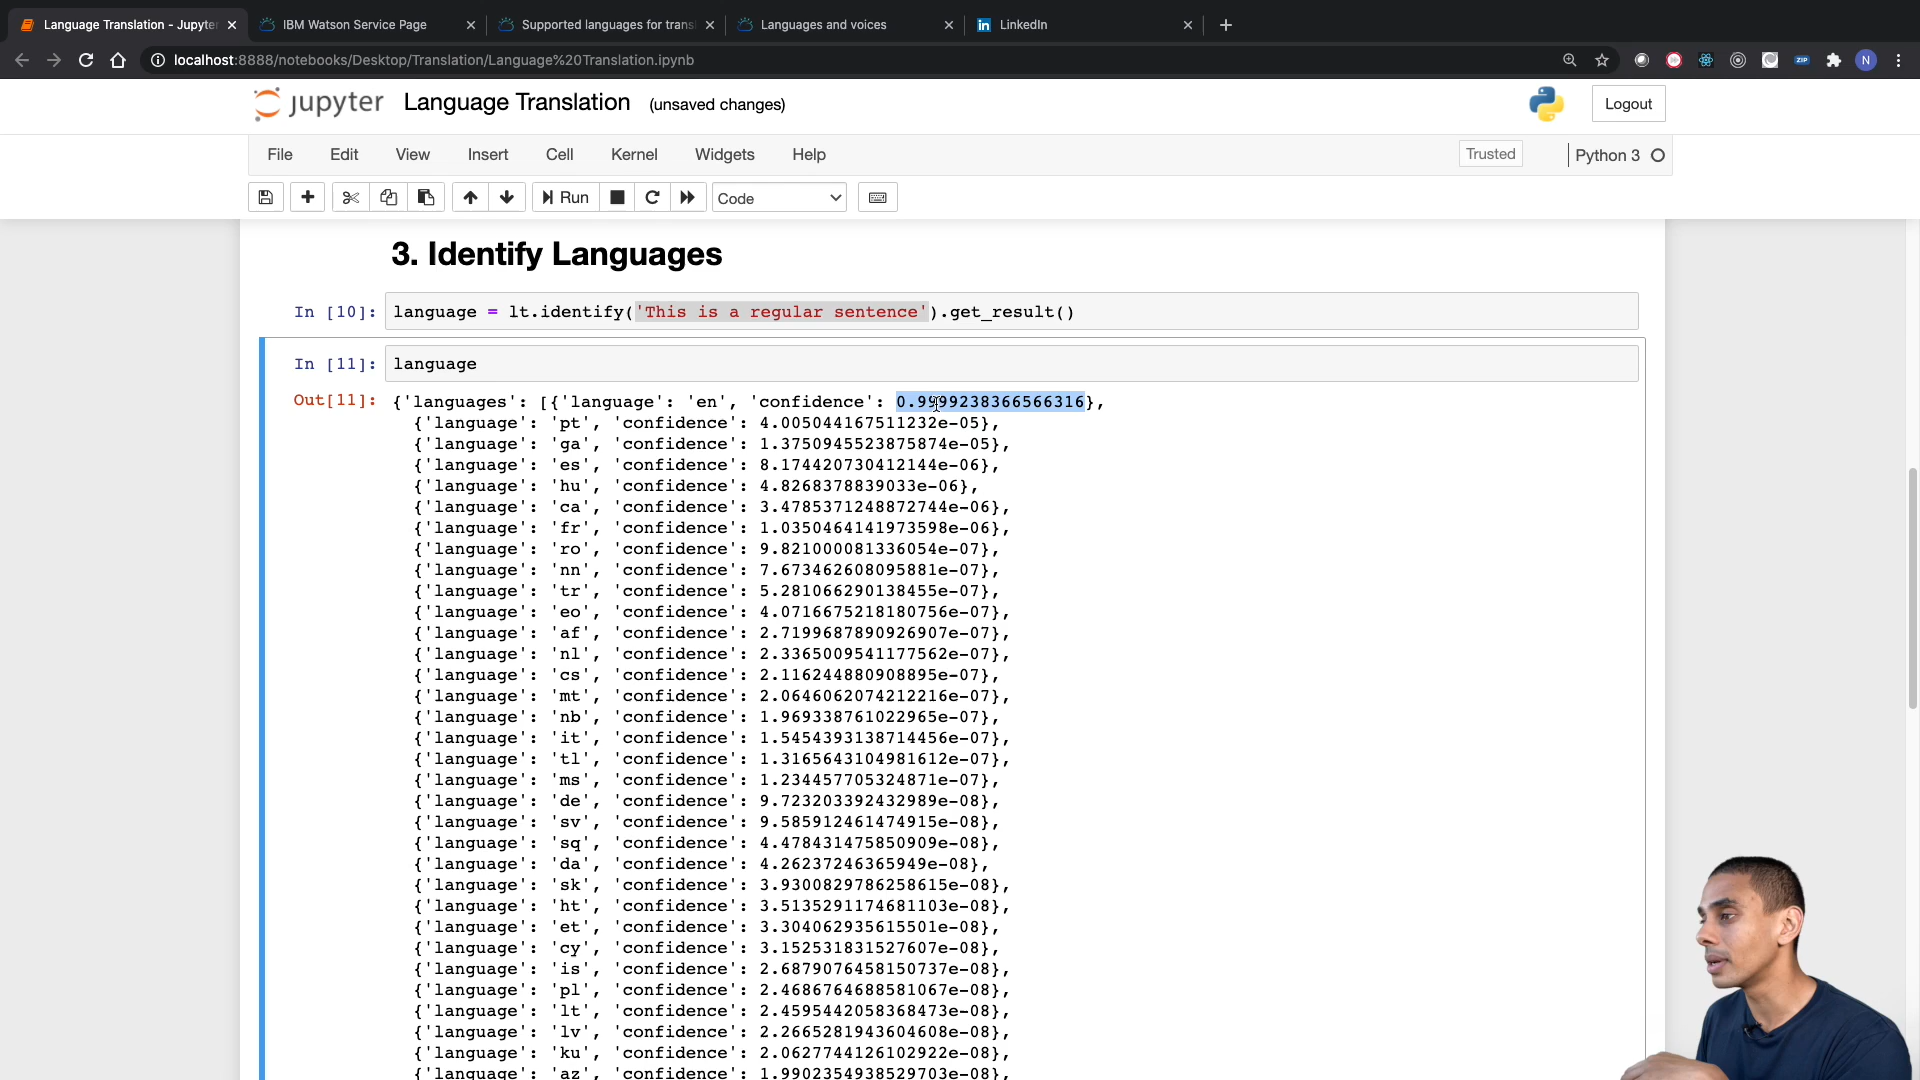 Language Translation - Jupyter
IBM Watson Service Page
Supported languages for trans
Languages and voices
LinkedIn
localhost:8888/notebooks/Desktop/Translation/Language%20Translation.ipynb
ZIP
N
jupyter Language Translation (unsaved changes)
Logout
File Edit View Insert Cell Kernel Widgets Help
Trusted
Python 3
Run
Code
3. Identify Languages
In [10]: language = lt.identify('This is a regular sentence').get_result()
In [11]: language
Out[11]: {'languages': [{'language': 'en', 'confidence': 0.9999238366566316},
{'language': 'pt', 'confidence': 4.005044167511232e-05},
{'language': 'ga', 'confidence': 1.3750945523875874e-05},
{'language': 'es', 'confidence': 8.174420730412144e-06},
{'language': 'hu', 'confidence': 4.8268378839033e-06},
{'language': 'ca', 'confidence': 3.4785371248872744e-06},
{'language': 'fr', 'confidence': 1.0350464141973598e-06},
{'language': 'ro', 'confidence': 9.821000081336054e-07},
{'language': 'nn', 'confidence': 7.673462608095881e-07},
{'language': 'tr', 'confidence': 5.281066290138455e-07},
{'language': 'eo', 'confidence': 4.0716675218180756e-07},
{'language': 'af', 'confidence': 2.7199687890926907e-07},
{'language': 'nl', 'confidence': 2.3365009541177562e-07},
{'language': 'cs', 'confidence': 2.116244880908895e-07},
{'language': 'mt', 'confidence': 2.0646062074212216e-07},
{'language': 'nb', 'confidence': 1.9693387610229​65e-07},
{'language': 'it', 'confidence': 1.5454393138714456e-07},
{'language': 'tl', 'confidence': 1.3165643104981612e-07},
{'language': 'ms', 'confidence': 1.234457705324871e-07},
{'language': 'de', 'confidence': 9.723203392432989e-08},
{'language': 'sv', 'confidence': 9.585912461474915e-08},
{'language': 'sq', 'confidence': 4.478431475850909e-08},
{'language': 'da', 'confidence': 4.26237246365949e-08},
{'language': 'sk', 'confidence': 3.9300829786258615e-08},
{'language': 'ht', 'confidence': 3.5135291174681103e-08},
{'language': 'et', 'confidence': 3.304062935615501e-08},
{'language': 'cy', 'confidence': 3.152531831527607e-08},
{'language': 'is', 'confidence': 2.6879076458150737e-08},
{'language': 'pl', 'confidence': 2.4686764688581067e-08},
{'language': 'lt', 'confidence': 2.4595442058368473e-08},
{'language': 'lv', 'confidence': 2.2665281943604608e-08},
{'language': 'ku', 'confidence': 2.0627744126102922e-08},
{'language': 'az', 'confidence': 1.9902354938529703e-08},